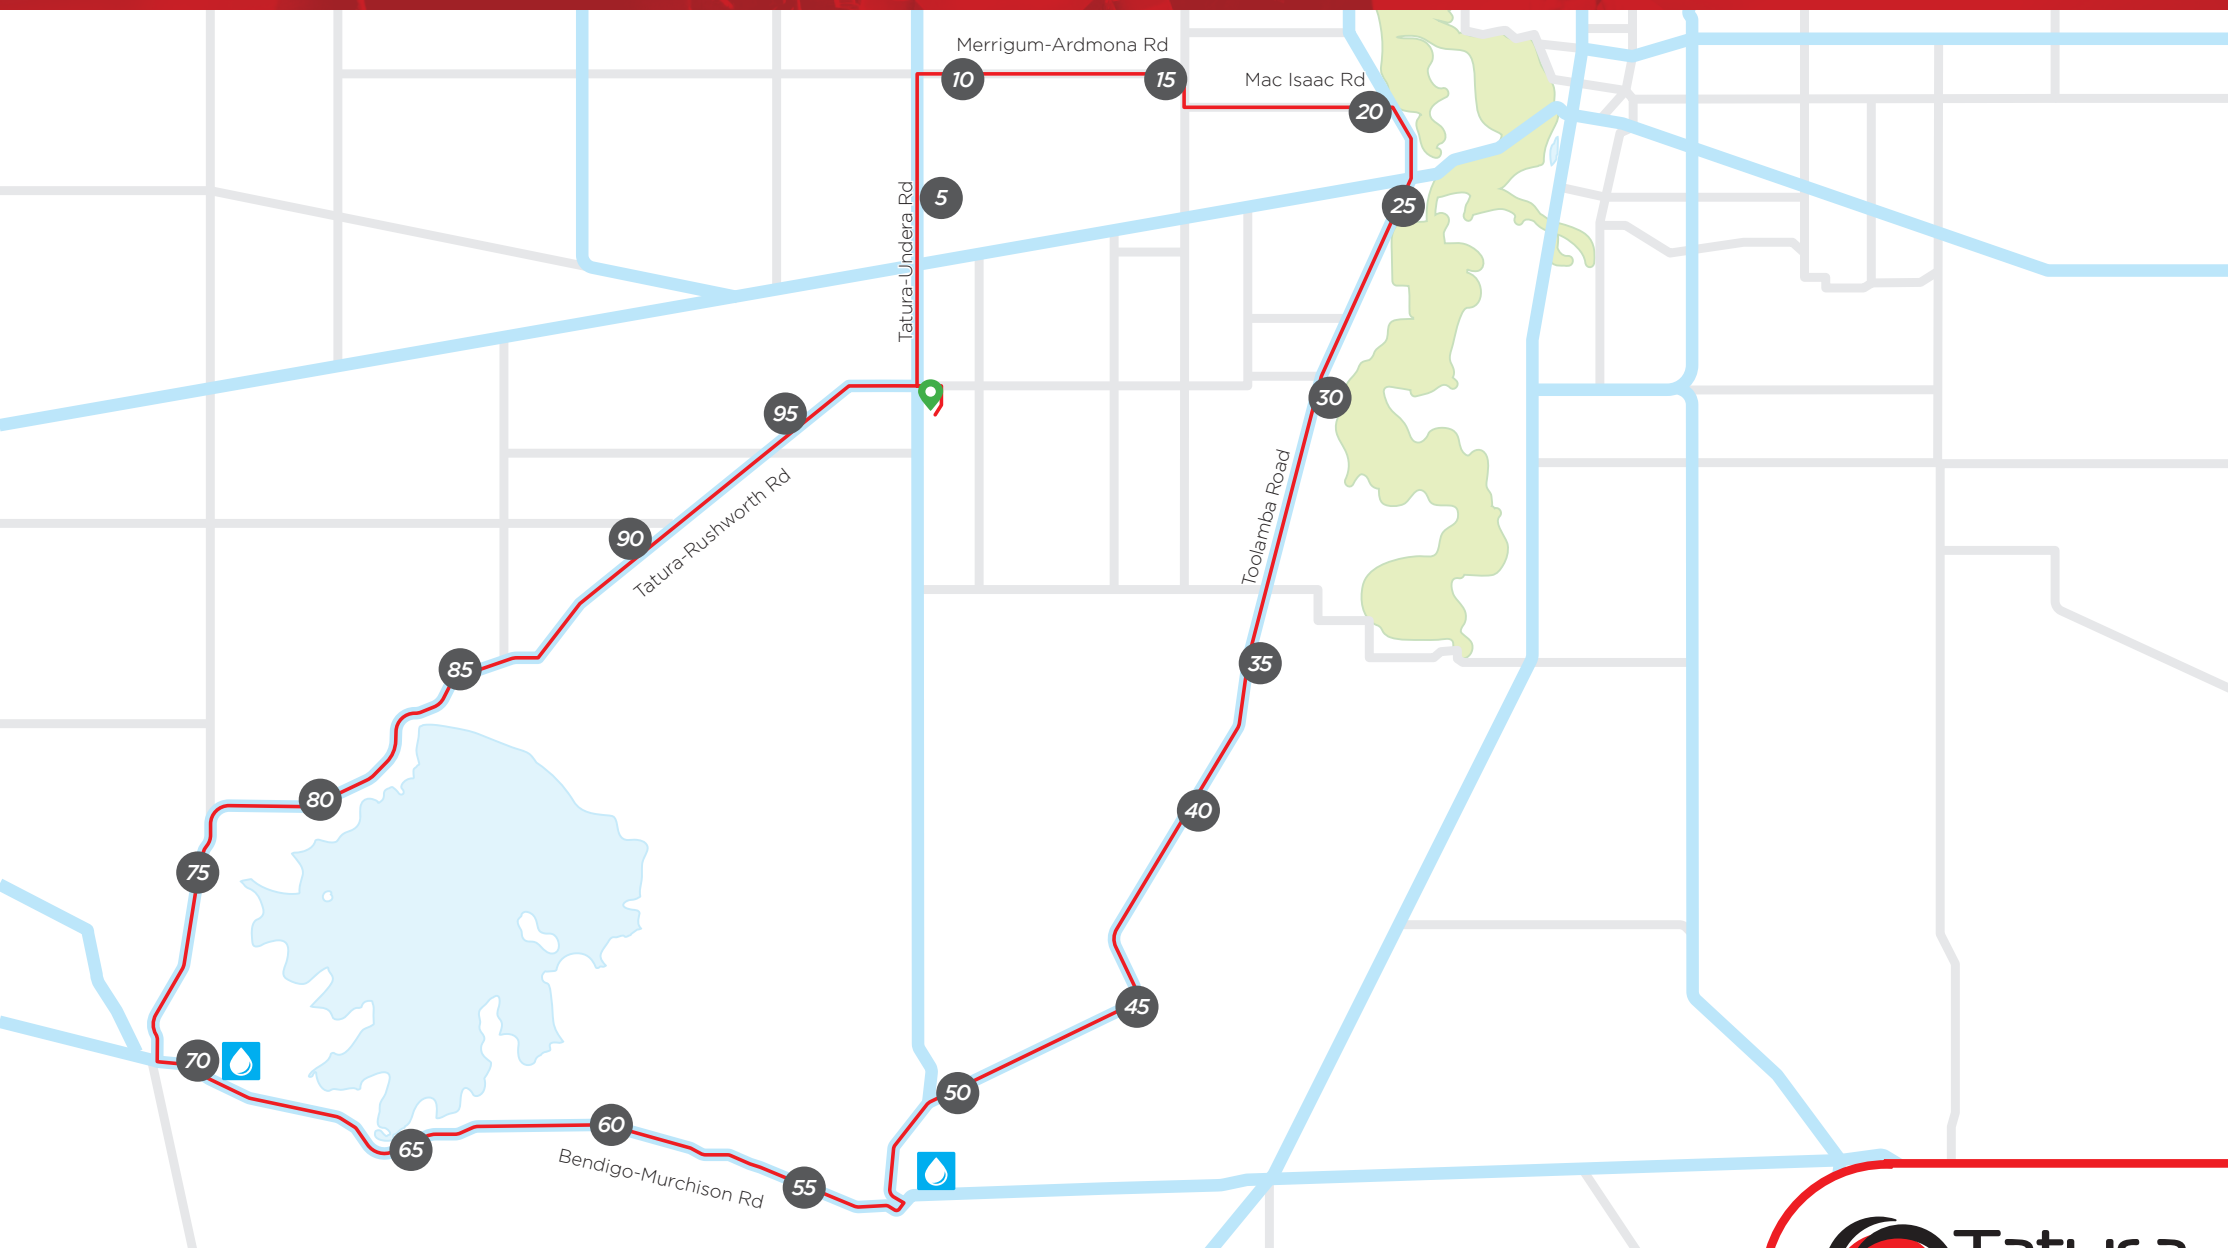 Merrigum-Ardmona Rd
10
15
Mac Isaac Rd
20
5
25
Tatura-Undera Rd
95
30
Tatura-Rushworth Rd
90
Toolamba Road
85
35
80
40
75
45
70
50
60
65
Bendigo-Murchison Rd
55
Tatura